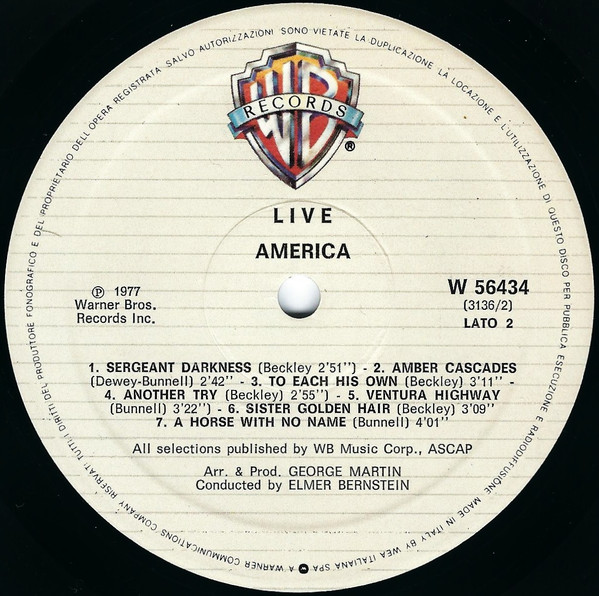 TUTTI I DIRITTI DEL PRODUTTORE FONOGRAFICO E DEL PROPRIETARIO DELL'OPERA REGISTRATA RISERVATI. SALVO AUTORIZZAZIONI SONO VIETATE LA DUPLICAZIONE, LA LOCAZIONE E L'UTILIZZAZIONE DI QUESTO DISCO PER PUBBLICA ESECUZIONE E RADIODIFFUSIONE MADE IN ITALY BY WEA ITALIANA SPA A WARNER COMMUNICATIONS COMPANY
WB
RECORDS
®
LIVE
AMERICA
Ⓟ 1977
Warner Bros.
Records Inc.
W 56434
(3136/2)
LATO 2
1. SERGEANT DARKNESS (Beckley 2'51'') - 2. AMBER CASCADES
(Dewey-Bunnell) 2'42'' - 3. TO EACH HIS OWN (Beckley) 3'11'' -
4. ANOTHER TRY (Beckley) 2'55'' - 5. VENTURA HIGHWAY
(Bunnell) 3'22'' - 6. SISTER GOLDEN HAIR (Beckley) 3'09''
7. A HORSE WITH NO NAME (Bunnell) 4'01''
All selections published by WB Music Corp., ASCAP
Arr. & Prod. GEORGE MARTIN
Conducted by ELMER BERNSTEIN